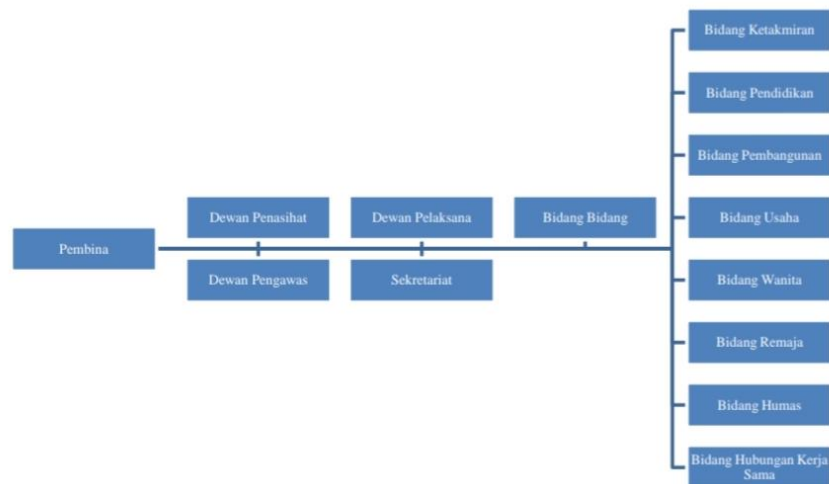 Pembina
Dewan Penasihat
Dewan Pengawas
Dewan Pelaksana
Sekretariat
Bidang Bidang
Bidang Ketakmiran
Bidang Pendidikan
Bidang Pembangunan
Bidang Usaha
Bidang Wanita
Bidang Remaja
Bidang Humas
Bidang Hubungan Kerja
Sama